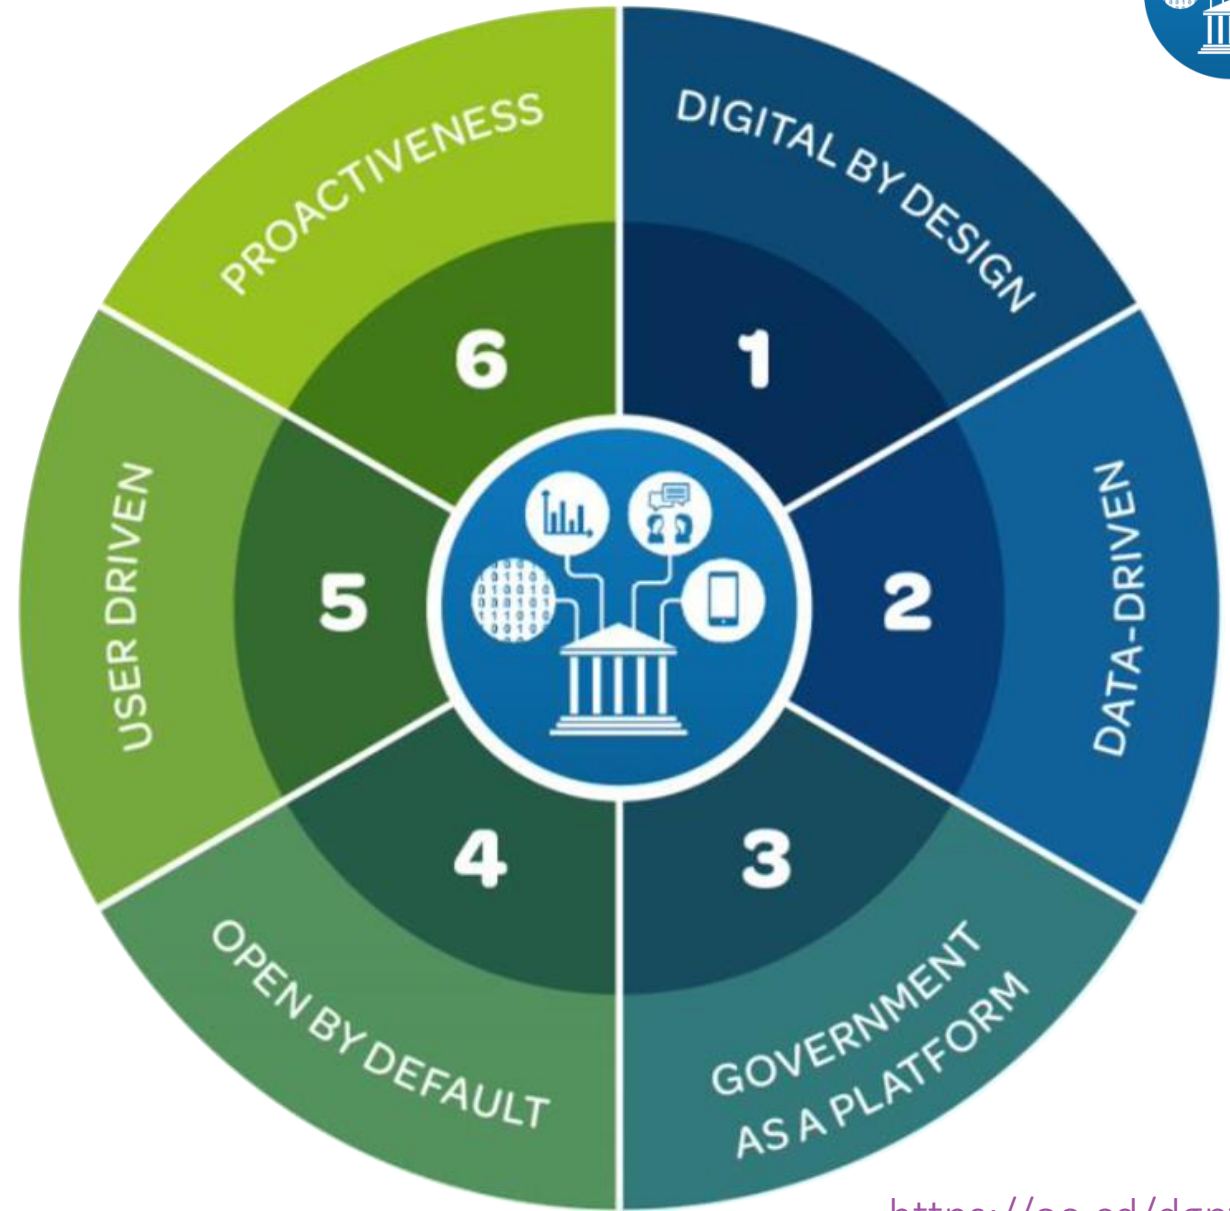 DIGITAL BY DESIGN
1
DATA-DRIVEN
2
GOVERNMENT
AS A PLATFORM
3
OPEN BY DEFAULT
4
USER DRIVEN
5
PROACTIVENESS
6